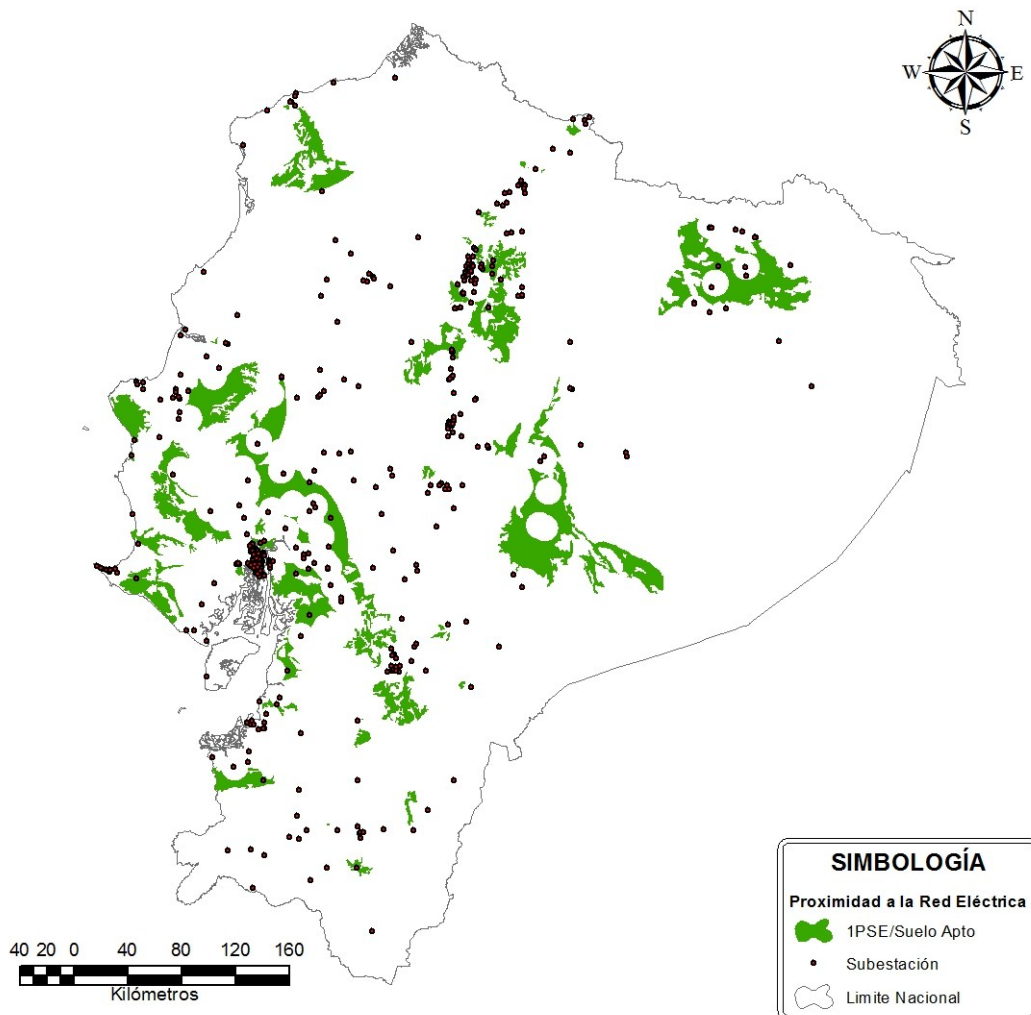 N
W E
S
SIMBOLOGÍA
Proximidad a la Red Eléctrica
1PSE/Suelo Apto
Subestación
Limite Nacional
40 20 0 40 80 120 160
Kilómetros